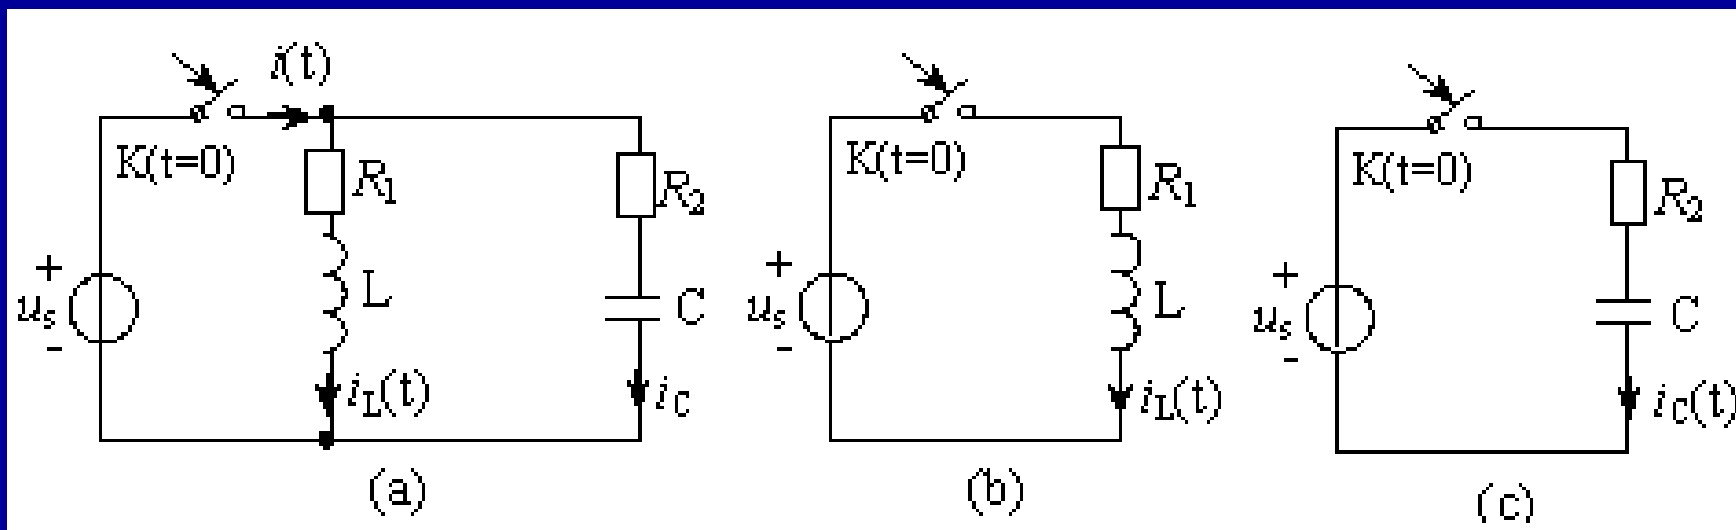 i(t)
K(t=0)
R1
R2
+
us
-
L
C
iL(t)
iC
(a)
K(t=0)
R1
+
us
-
L
iL(t)
(b)
K(t=0)
R2
+
us
-
C
iC(t)
(c)